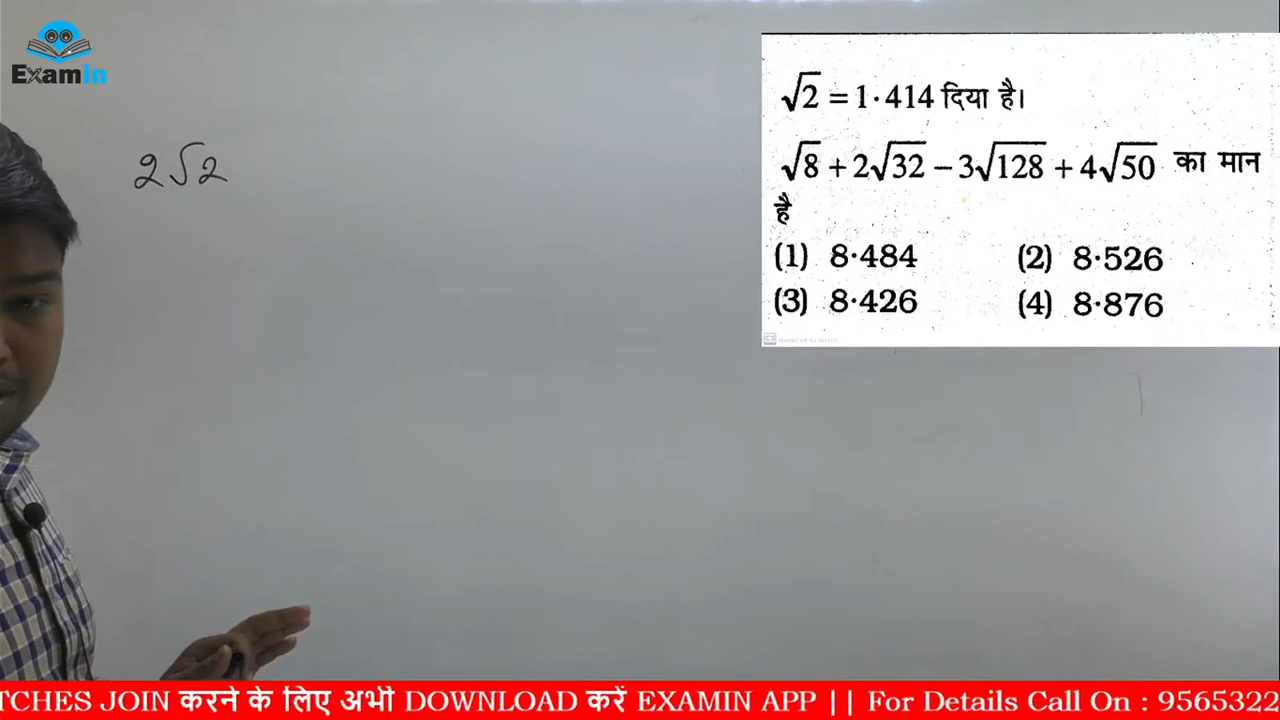 Examin
2√2
√2 = 1·414 दिया है।
√8 + 2√32 – 3√128 + 4√50 का मान
है
(1) 8·484 (2) 8·526
(3) 8·426 (4) 8·876
TCHES JOIN करने के लिए अभी DOWNLOAD करें EXAMIN APP || For Details Call On : 9565322